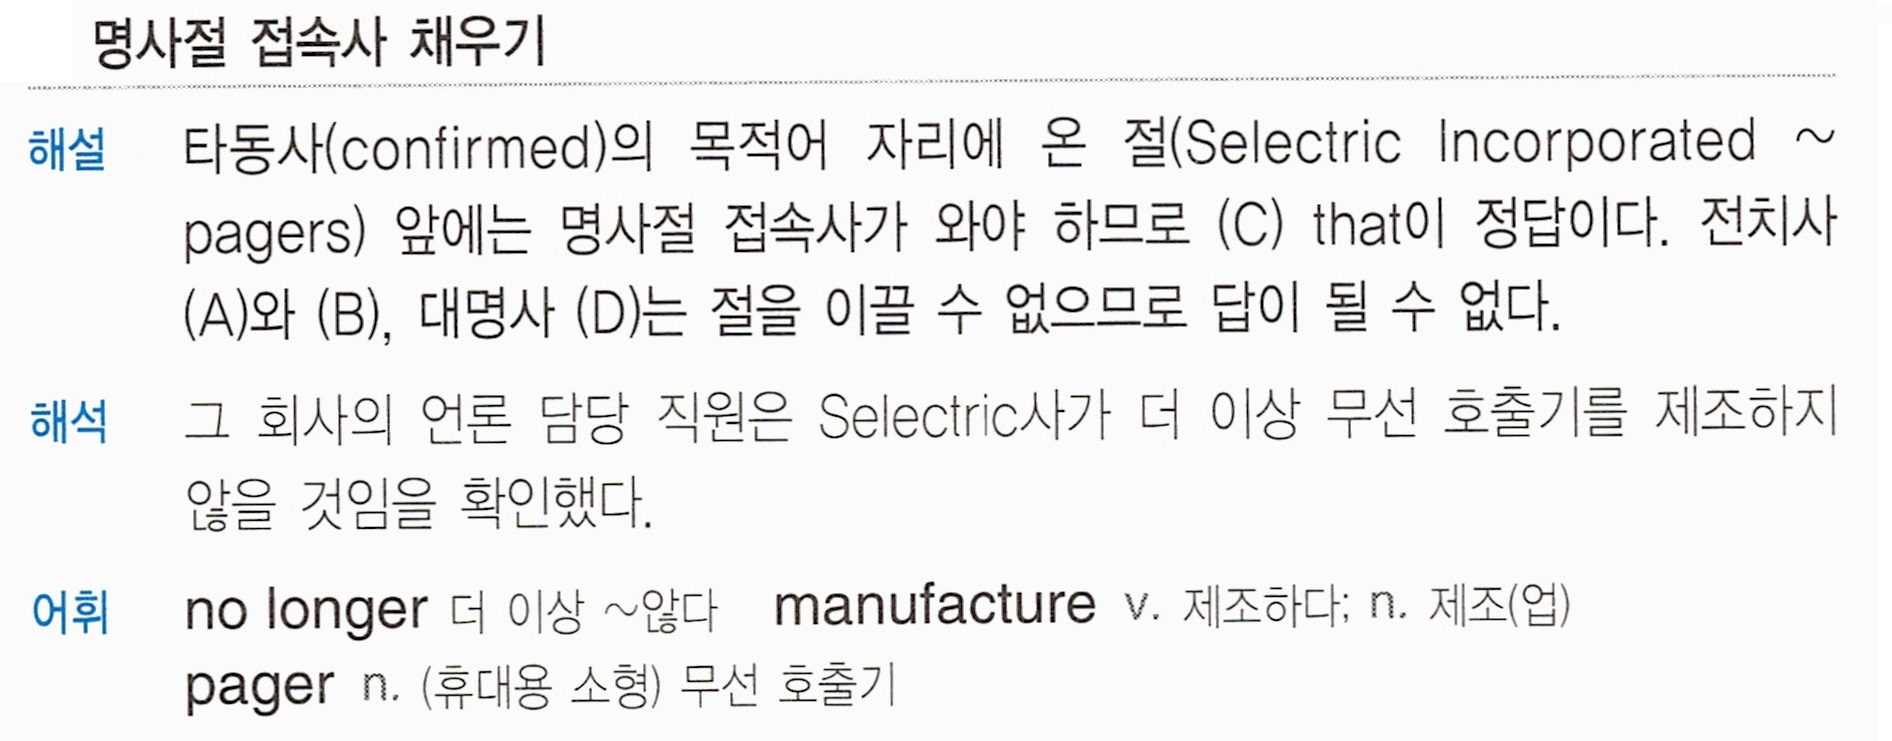 명사절 접속사 채우기
해설 타동사(confirmed)의 목적어 자리에 온 절(Selectric Incorporated ~
pagers) 앞에는 명사절 접속사가 와야 하므로 (C) that이 정답이다. 전치사
(A)와 (B), 대명사 (D)는 절을 이끌 수 없으므로 답이 될 수 없다.
해석 그 회사의 언론 담당 직원은 Selectric사가 더 이상 무선 호출기를 제조하지
않을 것임을 확인했다.
어휘 no longer 더 이상 ~않다 manufacture v. 제조하다; n. 제조(업)
pager n. (휴대용 소형) 무선 호출기